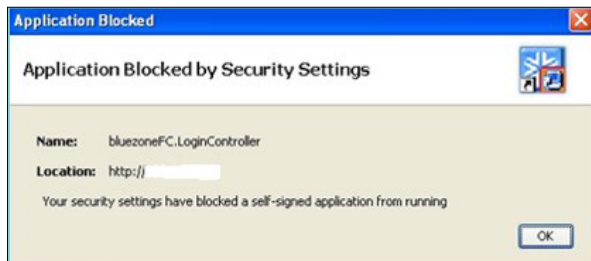 Application Blocked
Application Blocked by Security Settings
Name: bluezoneFC.LoginController
Location: http://
Your security settings have blocked a self-signed application from running
OK